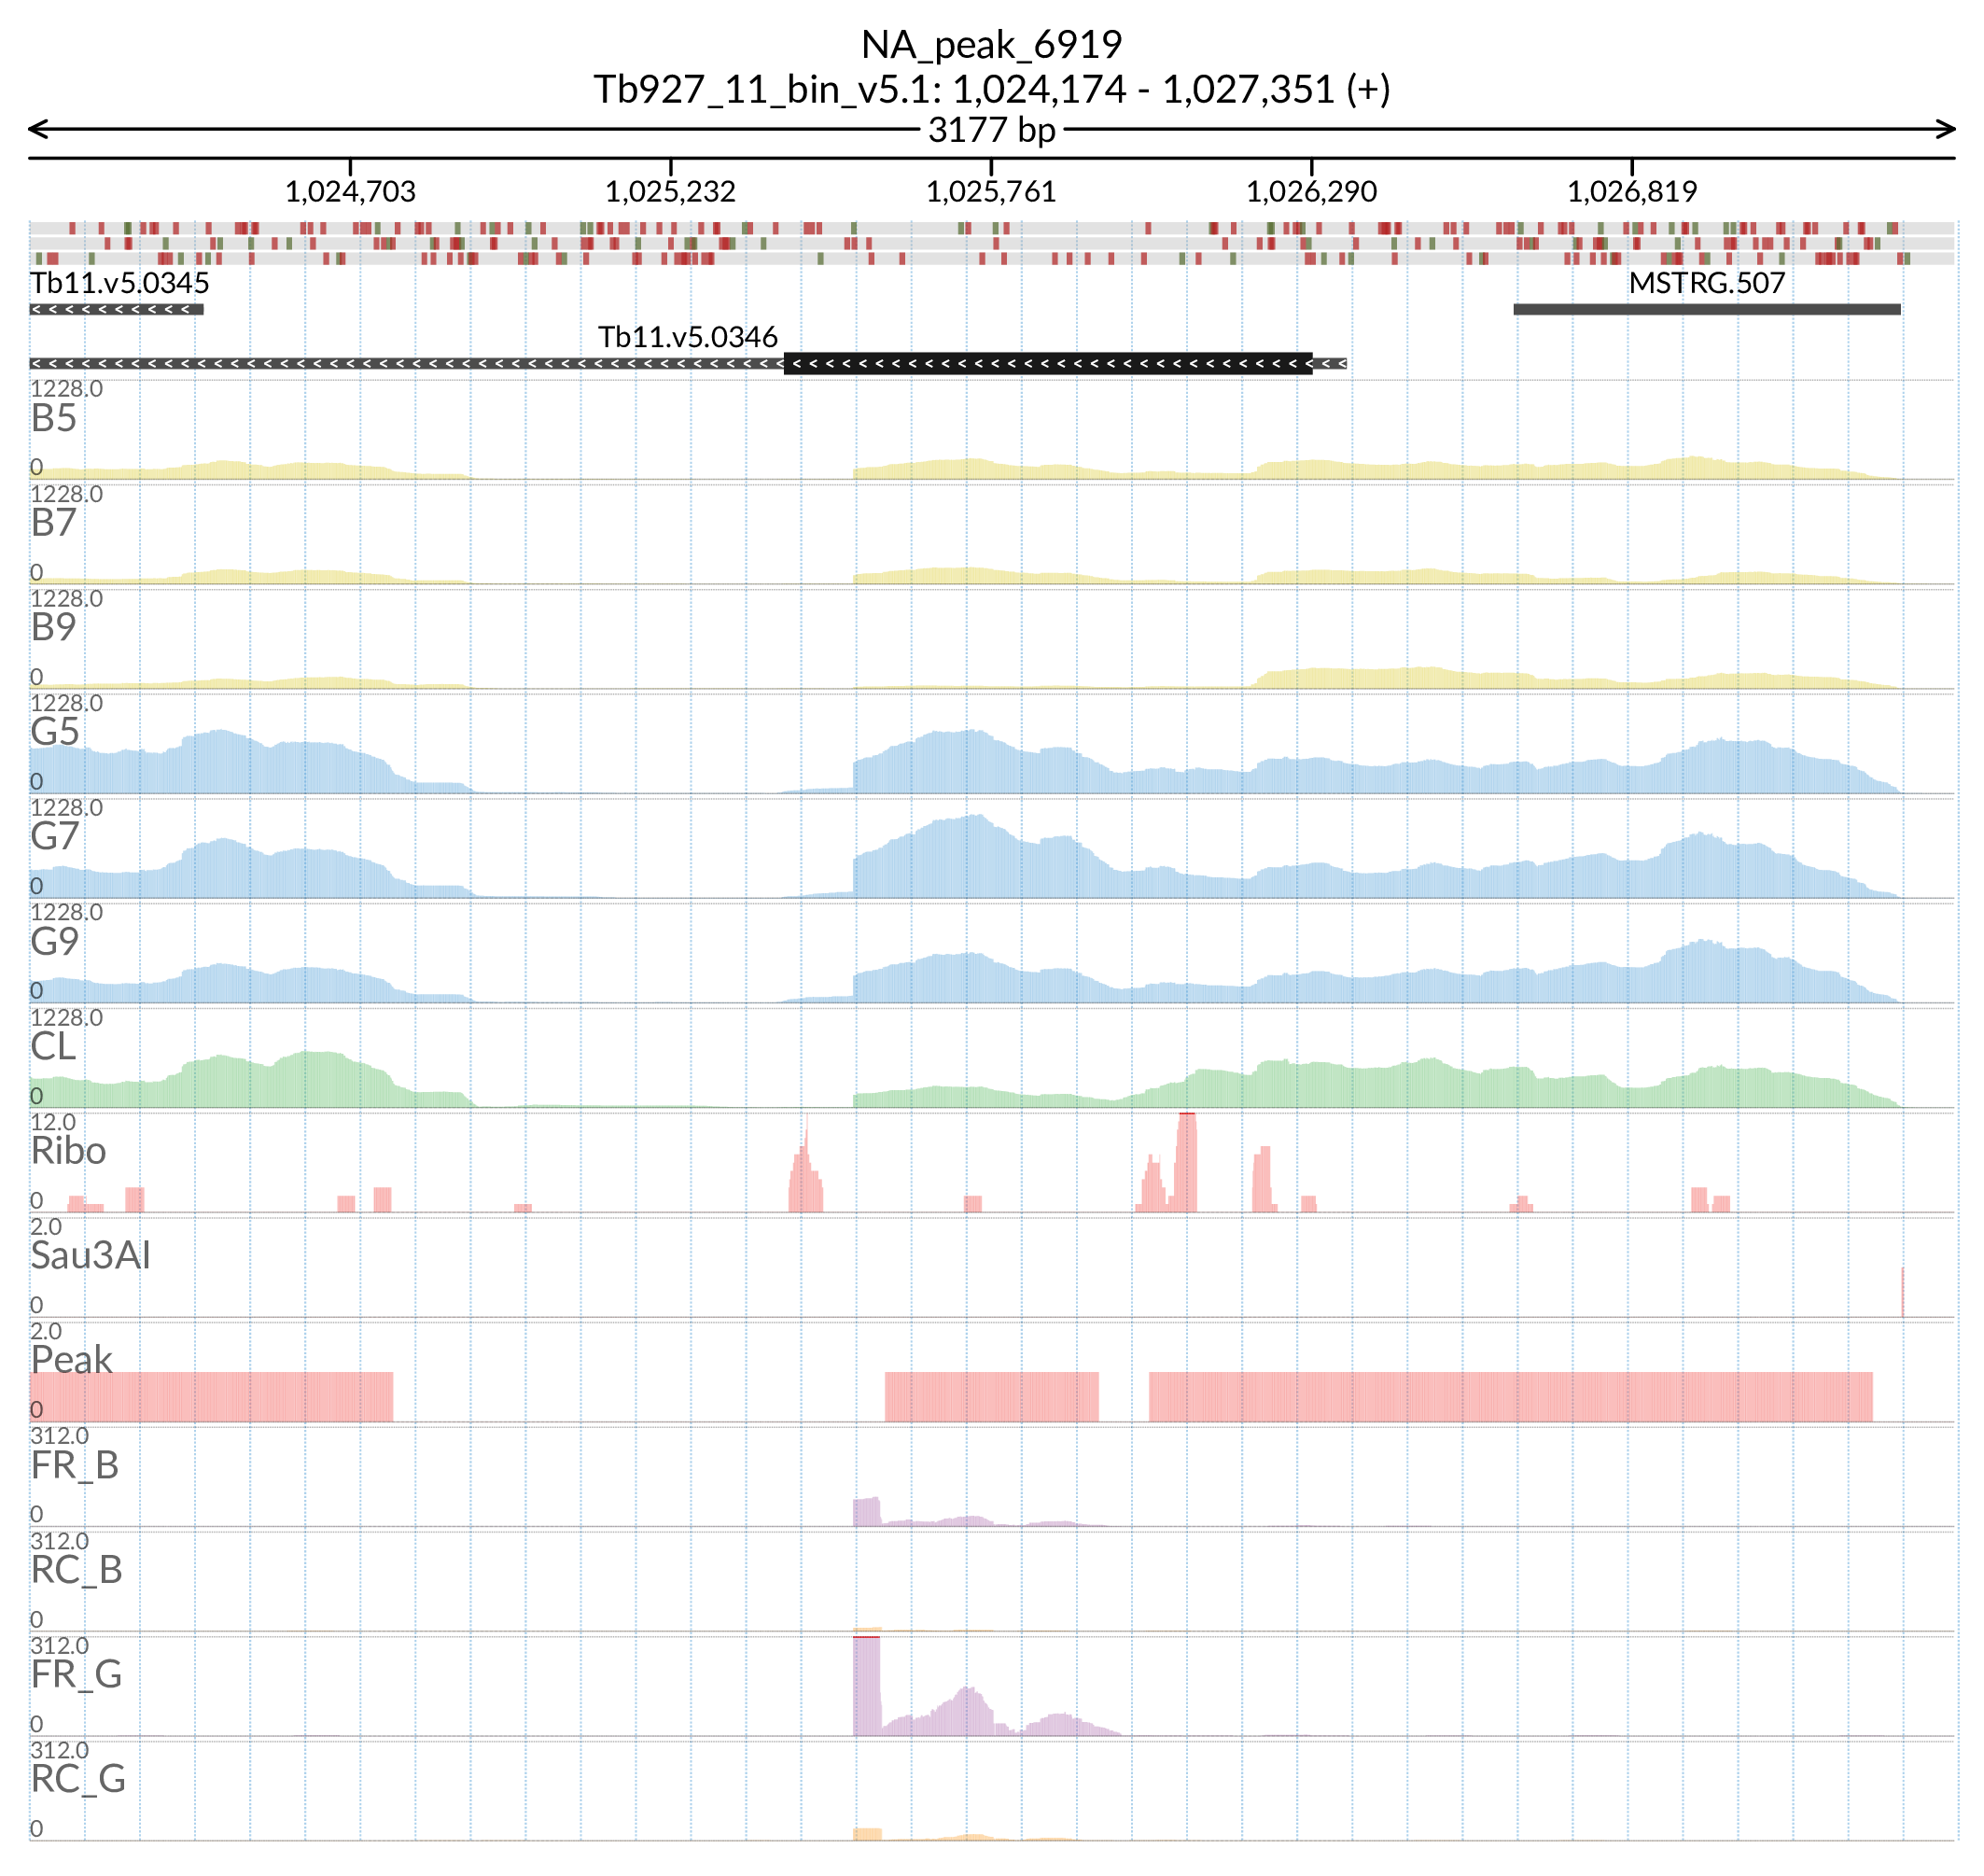 NA_peak_6919
Tb927_11_bin_v5.1: 1,024,174 - 1,027,351 (+)
3177 bp
1,024,703 1,025,232 1,025,761 1,026,290 1,026,819
Tb11.v5.0345 MSTRG.507
Tb11.v5.0346
1228.0
B5
0
1228.0
B7
0
1228.0
B9
0
1228.0
G5
0
1228.0
G7
0
1228.0
G9
0
1228.0
CL
0
12.0
Ribo
0
2.0
Sau3AI
0
2.0
Peak
0
312.0
FR_B
0
312.0
RC_B
0
312.0
FR_G
0
312.0
RC_G
0